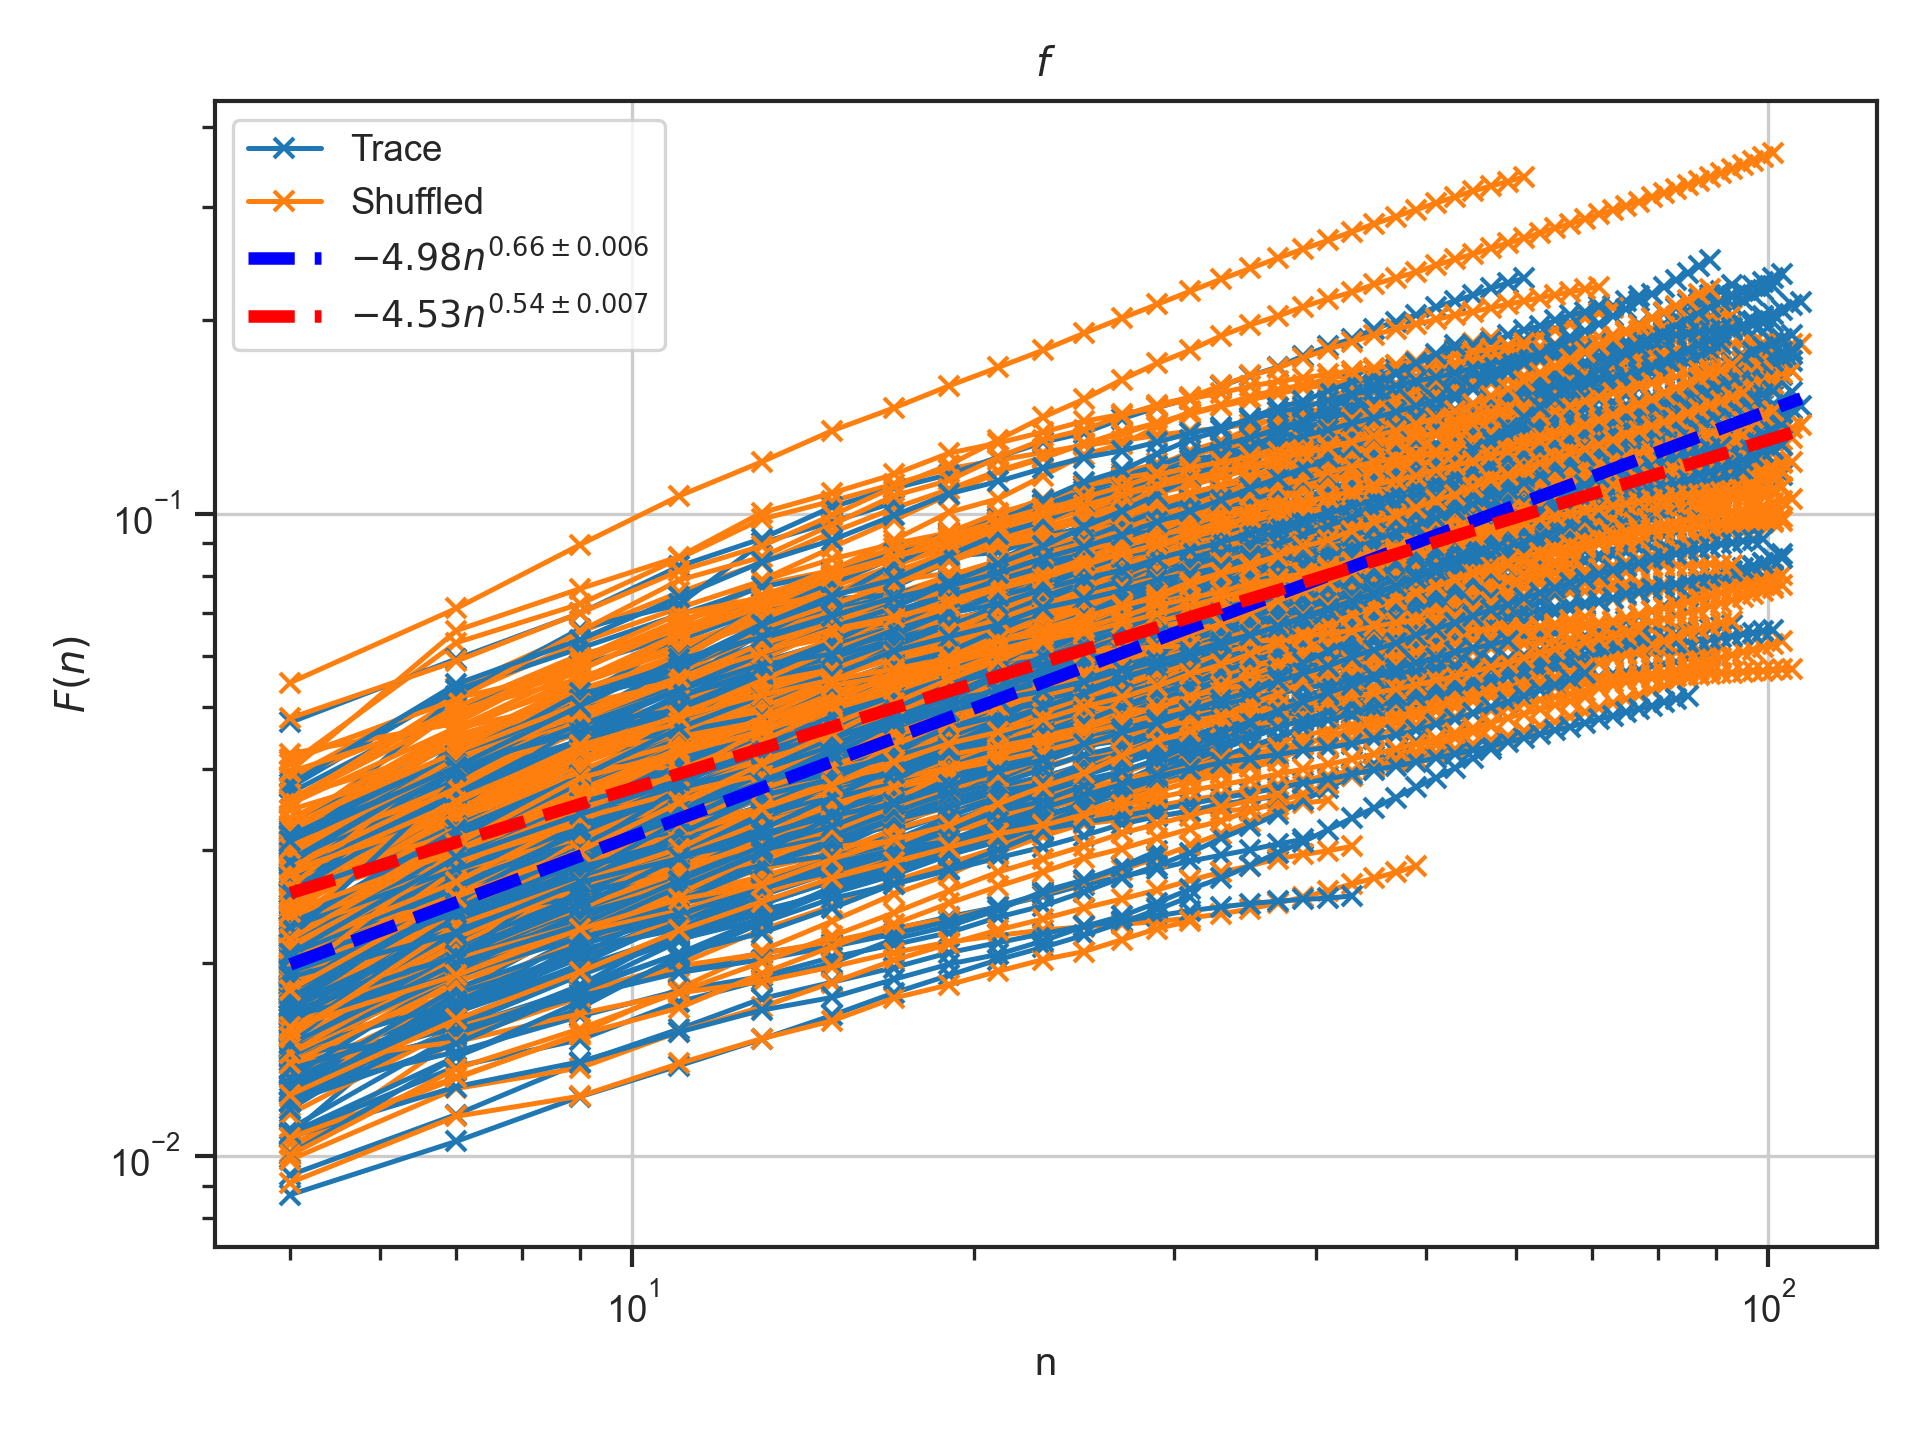 f
Trace
Shuffled
−4.98n^{0.66±0.006}
−4.53n^{0.54±0.007}
F(n)
10^{−1}
10^{−2}
10^{1}
10^{2}
n